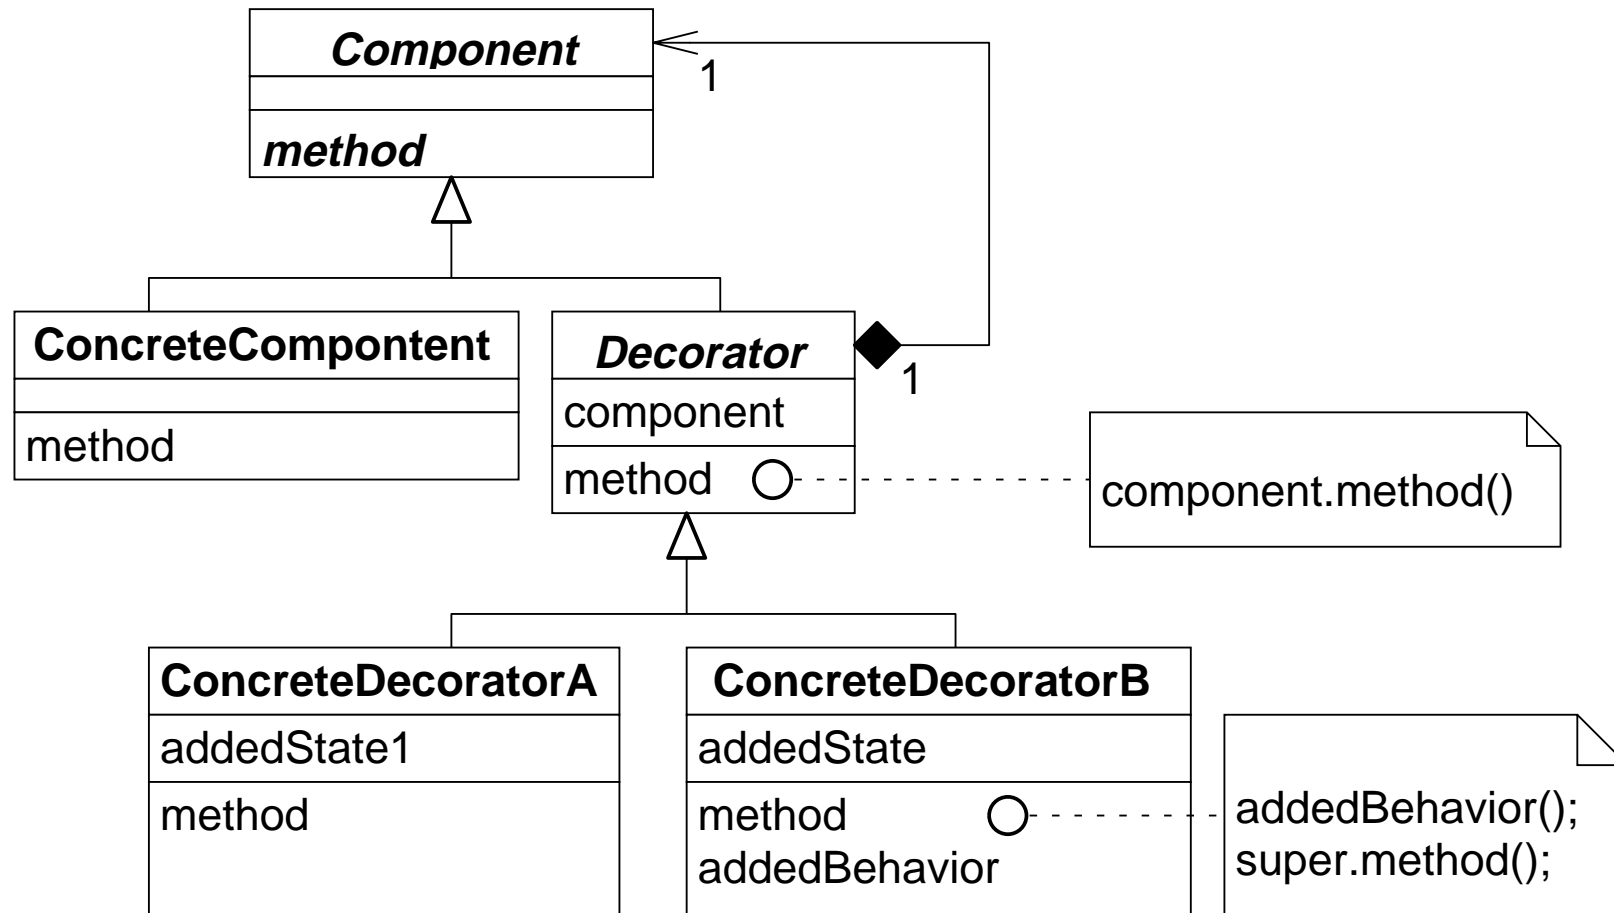 Component
1
method
ConcreteCompontent
method
Decorator
1
component
method
component.method()
ConcreteDecoratorA
addedState1
method
ConcreteDecoratorB
addedState
method
addedBehavior
addedBehavior();
super.method();